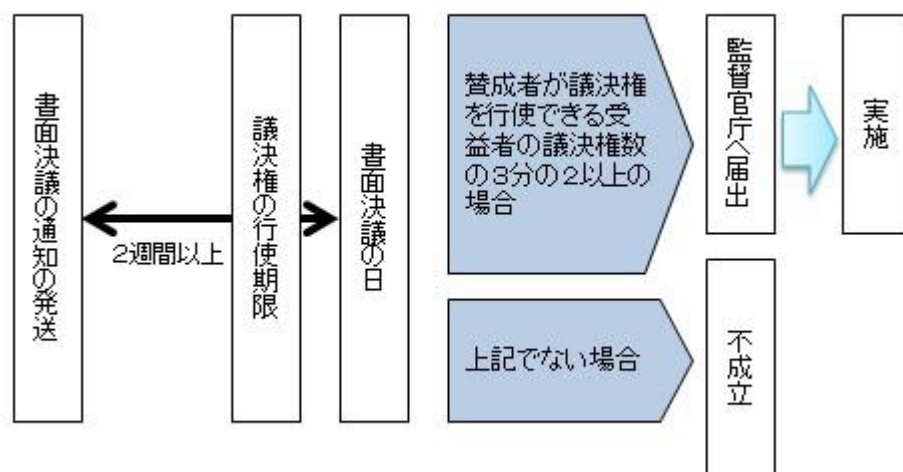 書面決議の通知の発送
2週間以上
議決権の行使期限
書面決議の日
賛成者が議決権
を行使できる受
益者の議決権数
の3分の2以上の
場合
監督官庁へ届出
実施
上記でない場合
不成立